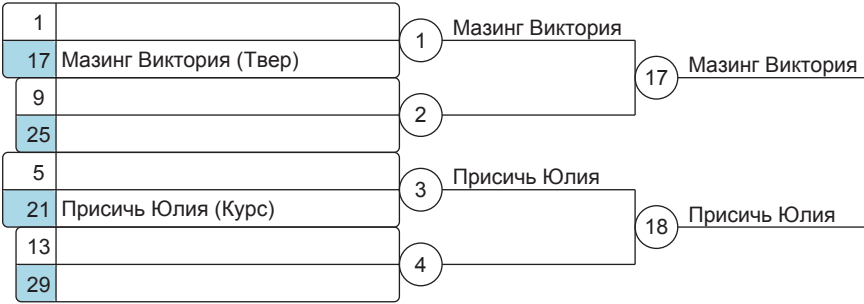 1
17 Мазинг Виктория (Твер)
1 Мазинг Виктория
17 Мазинг Виктория
9
25
2
5
21 Присичь Юлия (Курс)
3 Присичь Юлия
18 Присичь Юлия
13
29
4